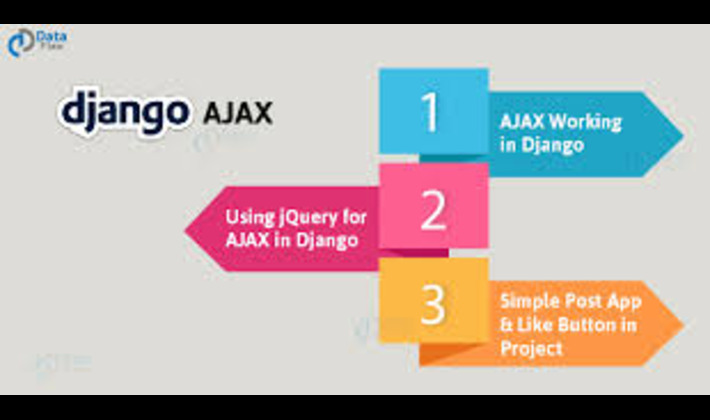 Data
Flair
django AJAX
1
AJAX Working
in Django
2
Using jQuery for
AJAX in Django
3
Simple Post App
& Like Button in
Project